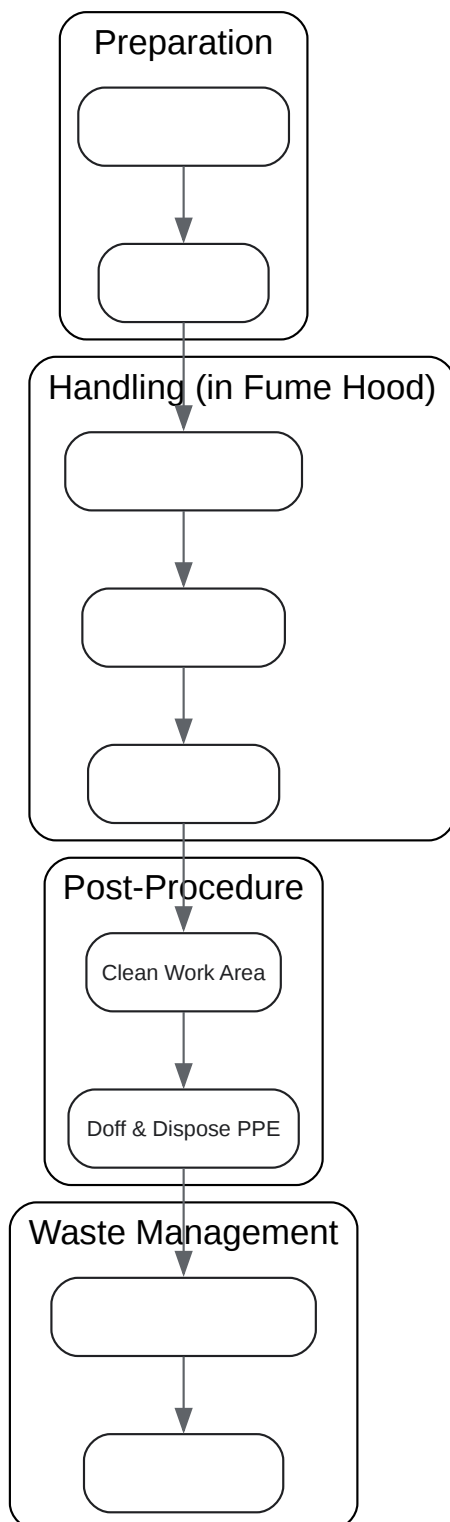 Preparation
Handling (in Fume Hood)
Post-Procedure
Clean Work Area
Doff & Dispose PPE
Waste Management